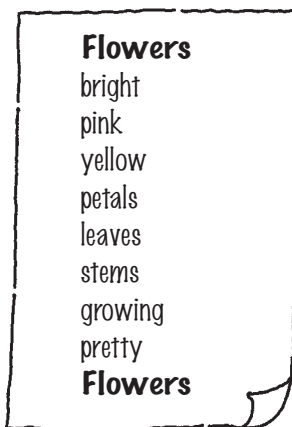 Flowers
bright
pink
yellow
petals
leaves
stems
growing
pretty
Flowers